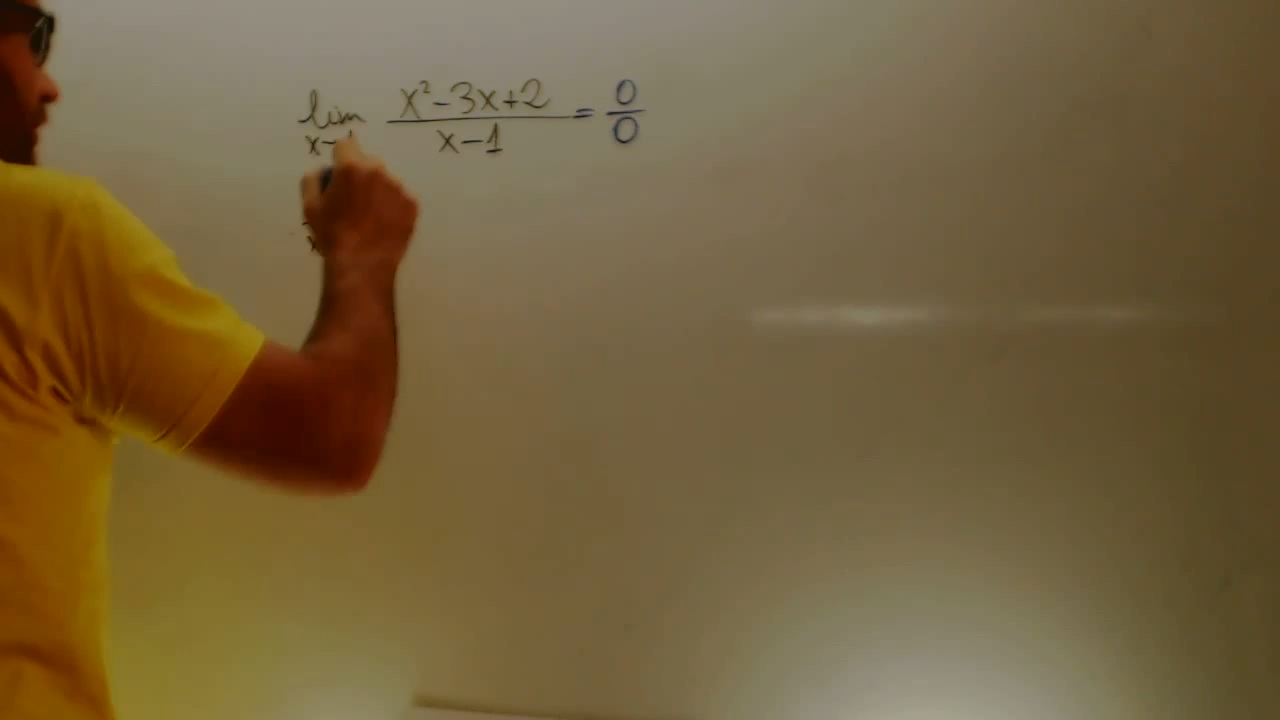 lim x²-3x+2 / x-1 = 0/0
x→1
x